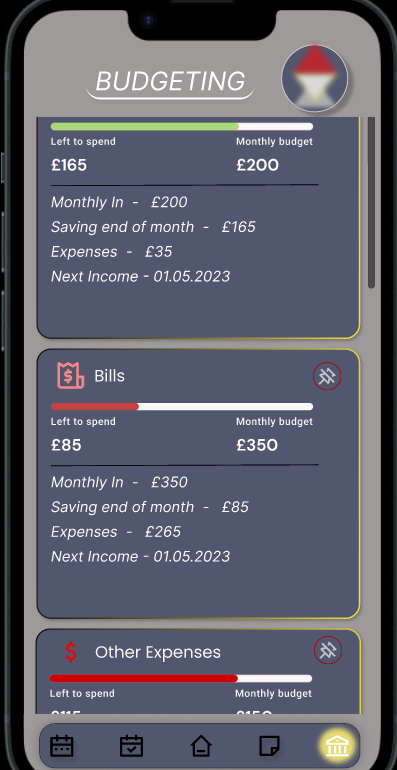 BUDGETING
Left to spend Monthly budget
£165 £200
Monthly In - £200
Saving end of month - £165
Expenses - £35
Next Income - 01.05.2023
Bills
Left to spend Monthly budget
£85 £350
Monthly In - £350
Saving end of month - £85
Expenses - £265
Next Income - 01.05.2023
Other Expenses
Left to spend Monthly budget
£115 £150